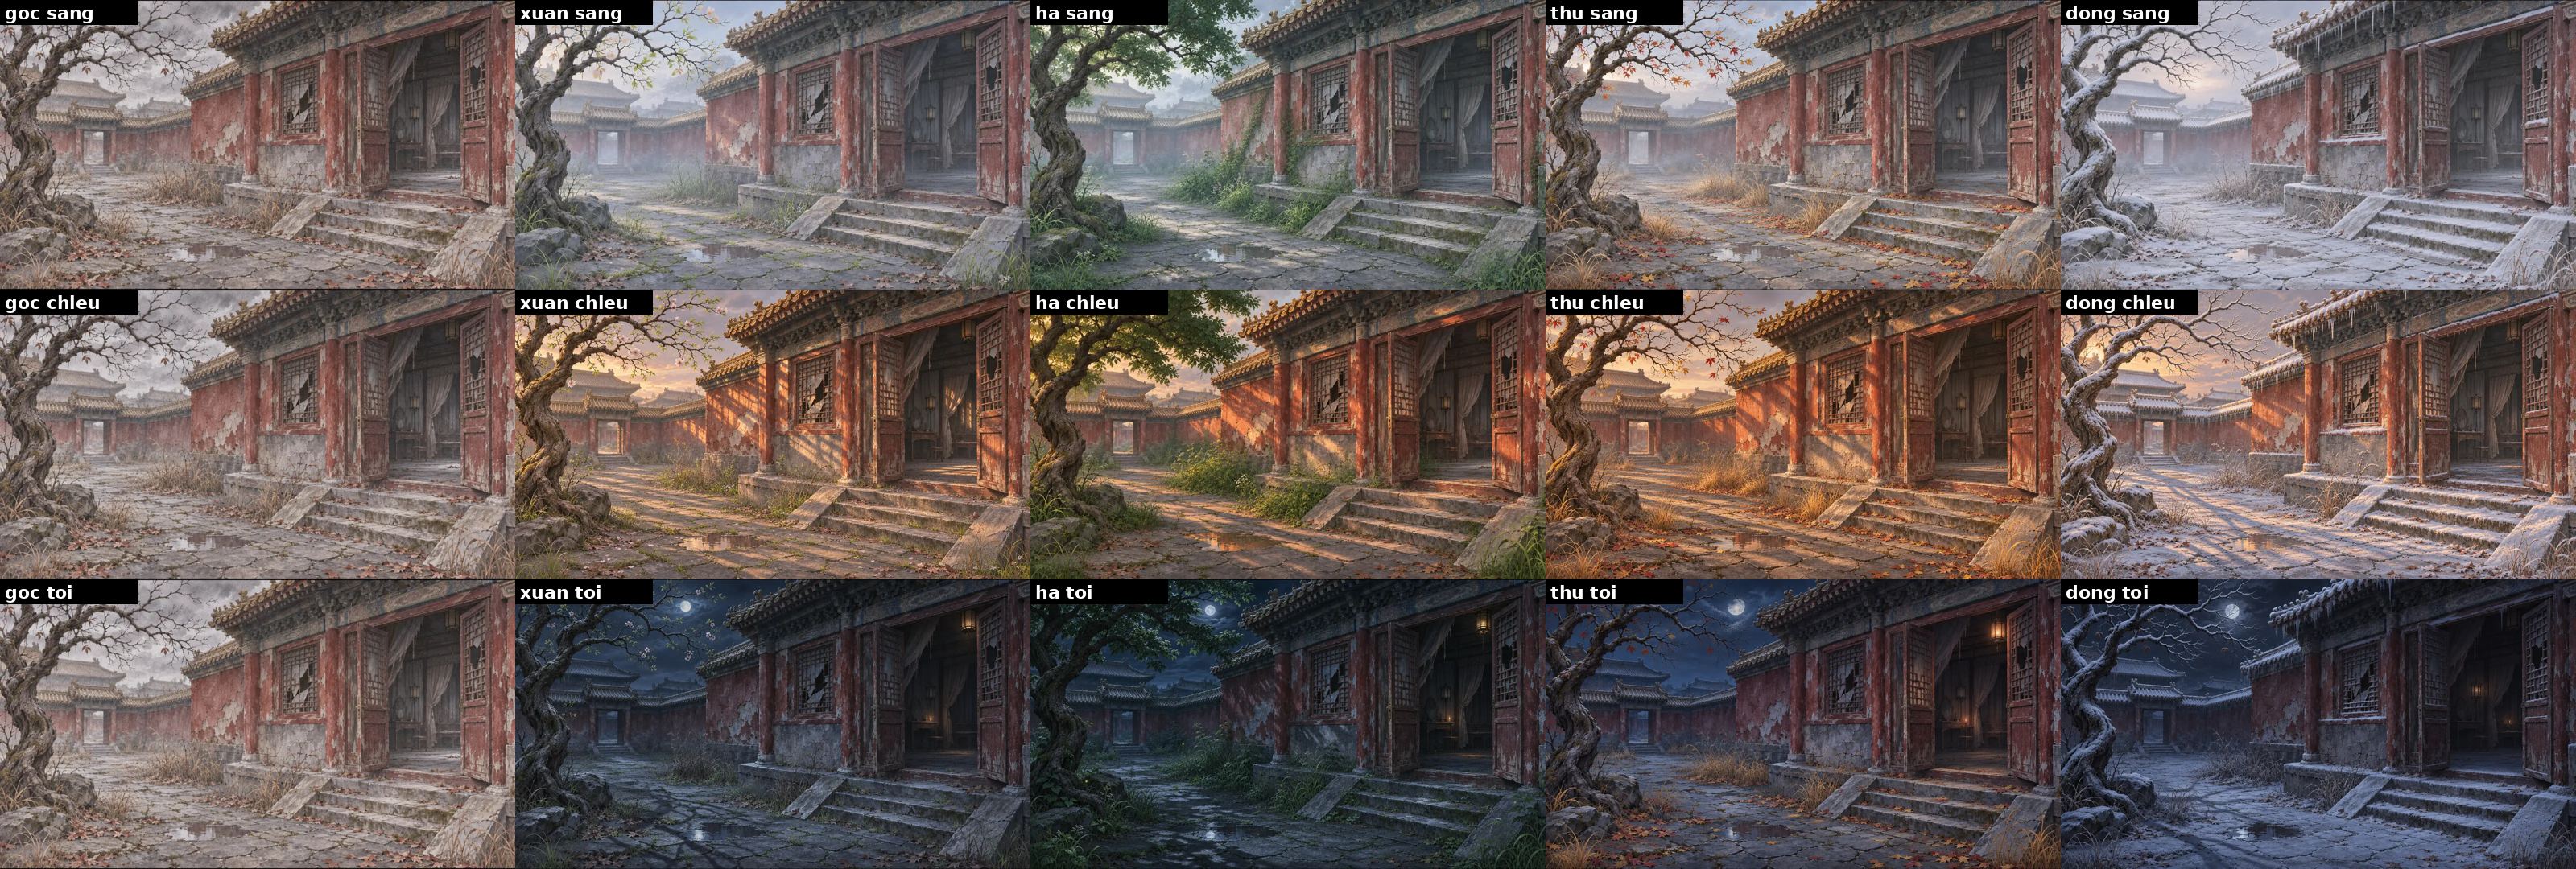 goc sang
xuan sang
ha sang
thu sang
dong sang
goc chieu
xuan chieu
ha chieu
thu chieu
dong chieu
goc toi
xuan toi
ha toi
thu toi
dong toi